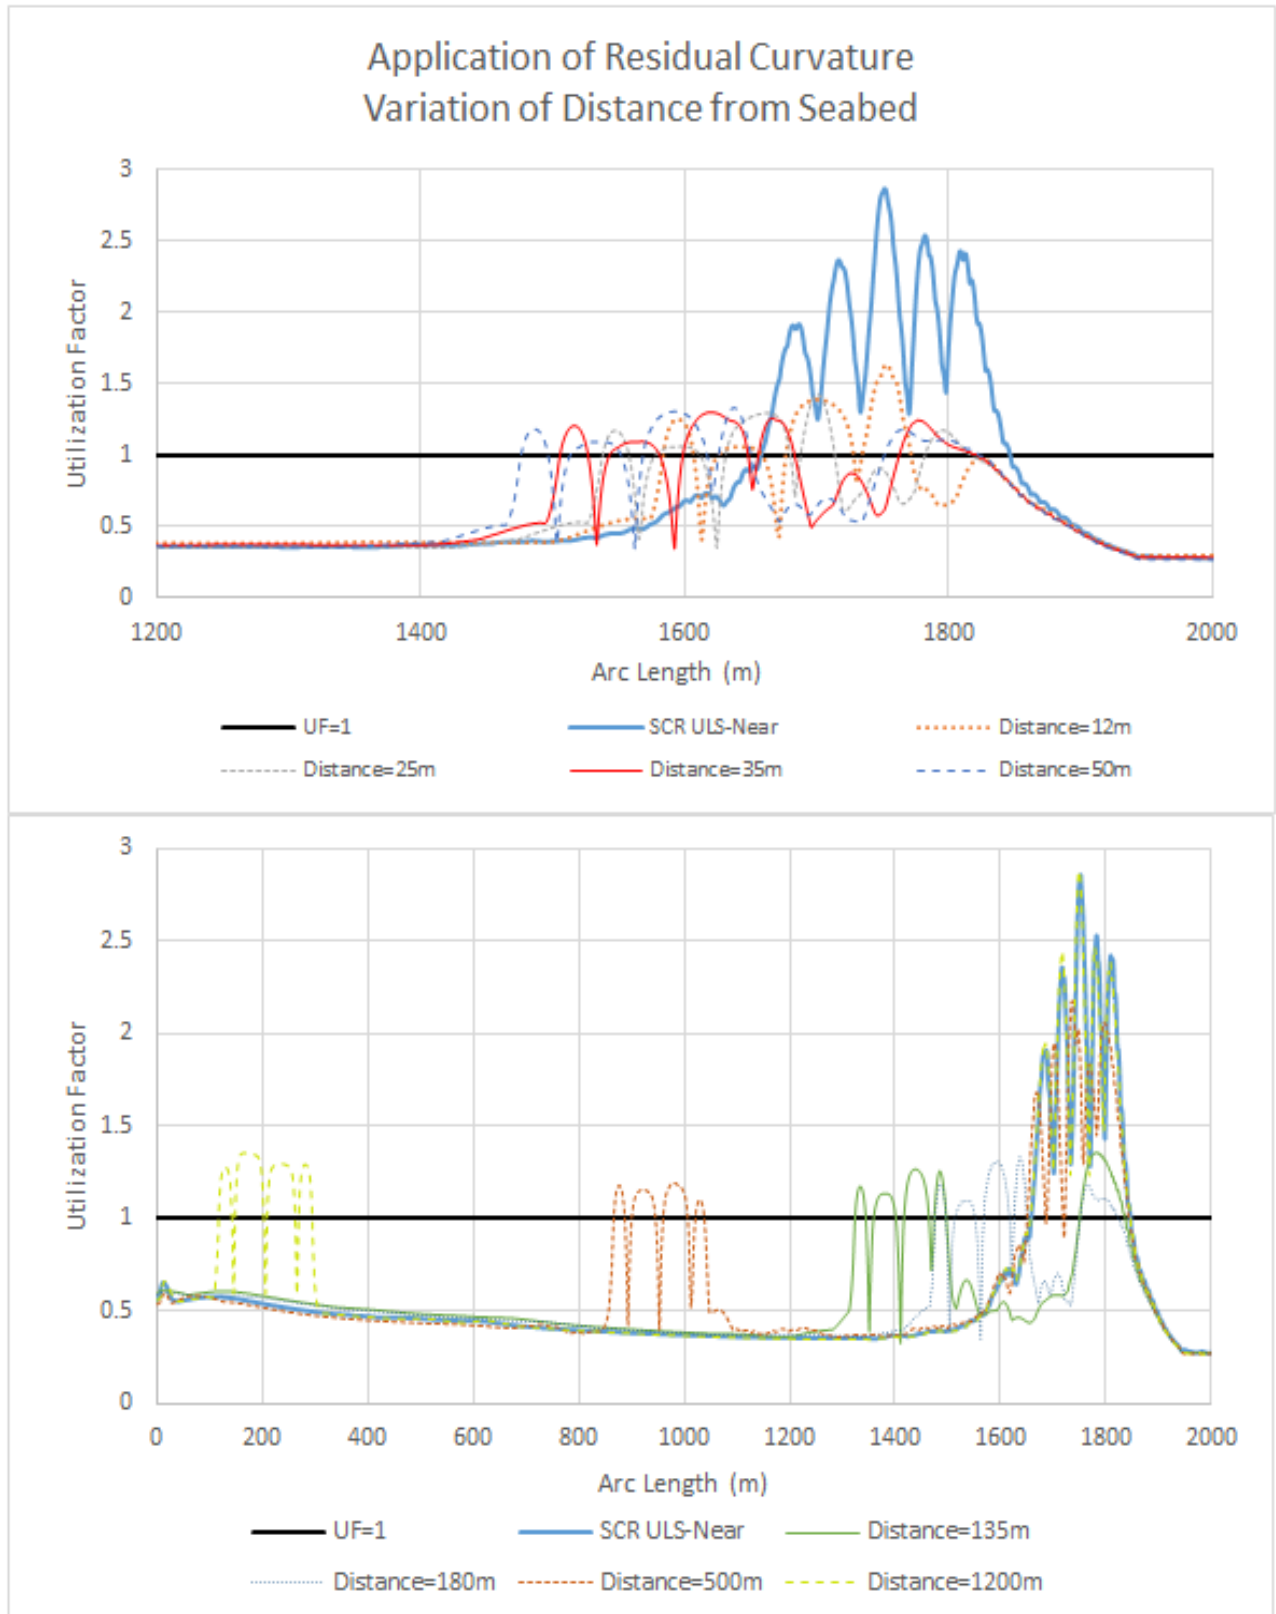 Application of Residual Curvature
Variation of Distance from Seabed
3
2.5
2
1.5
1
0.5
0
Utilization Factor
1200 1400 1600 1800 2000
Arc Length (m)
UF=1 SCR ULS-Near Distance=12m
Distance=25m Distance=35m Distance=50m
3
2.5
2
1.5
1
0.5
0
Utilization Factor
0 200 400 600 800 1000 1200 1400 1600 1800 2000
Arc Length (m)
UF=1 SCR ULS-Near Distance=135m
Distance=180m Distance=500m Distance=1200m